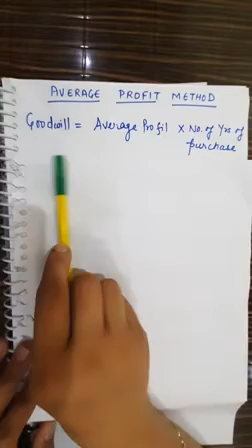 AVERAGE PROFIT METHOD
Goodwill = Average Profit × No. of Yrs of
purchase